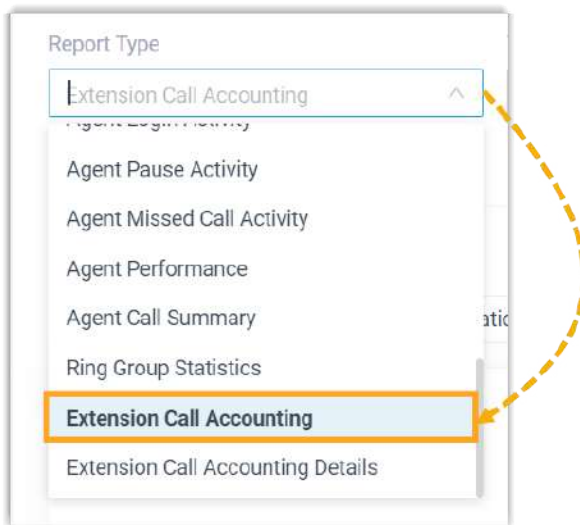 Report Type
Extension Call Accounting
Agent Pause Activity
Agent Missed Call Activity
Agent Performance
Agent Call Summary
Ring Group Statistics
Extension Call Accounting
Extension Call Accounting Details